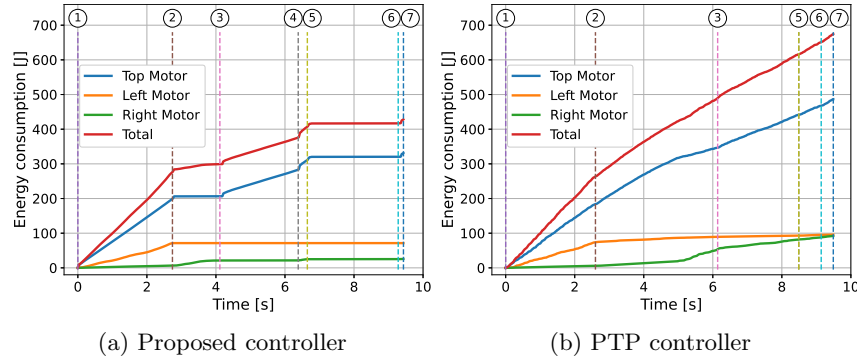 ① ② ③ ④ ⑤ ⑥ ⑦
700
600
500
400
300
200
100
0
Energy consumption [J]
Top Motor
Left Motor
Right Motor
Total
0 2 4 6 8 10
Time [s]
(a) Proposed controller
① ② ③ ⑤ ⑥ ⑦
700
600
500
400
300
200
100
0
Energy consumption [J]
Top Motor
Left Motor
Right Motor
Total
0 2 4 6 8 10
Time [s]
(b) PTP controller